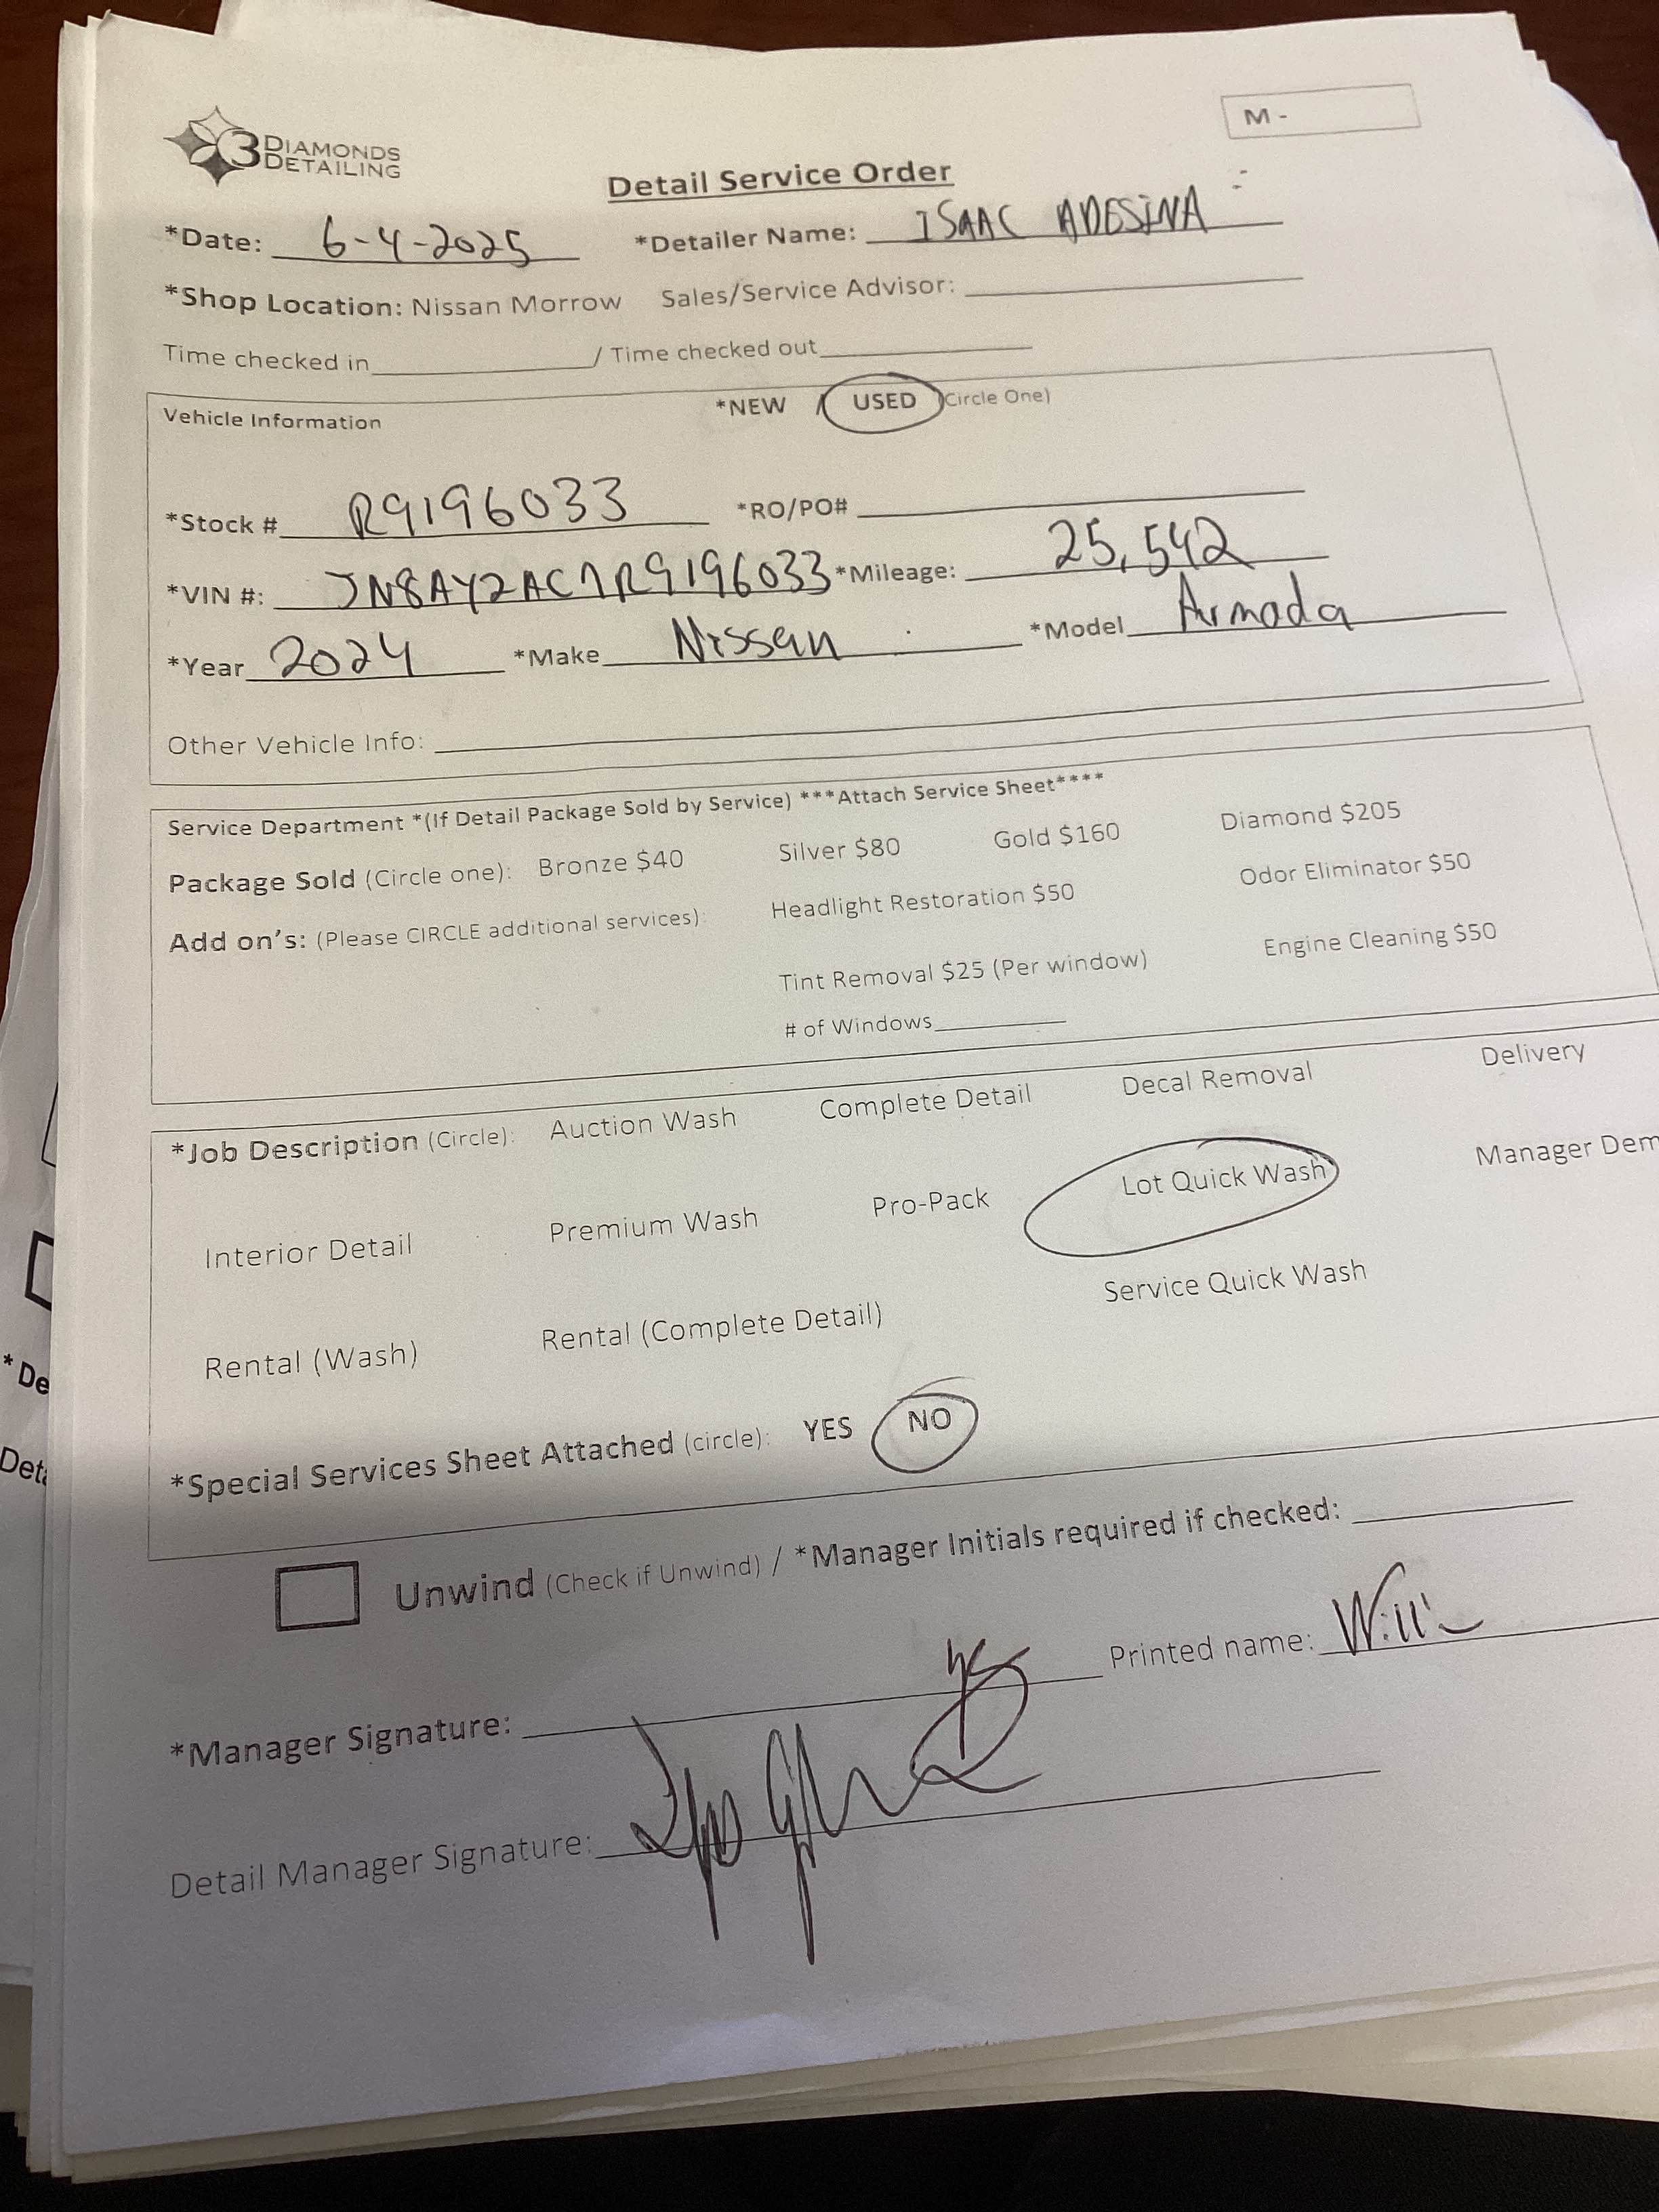 3 DIAMONDS DETAILING
M -
Detail Service Order
*Date: 6-4-2025 *Detailer Name: ISAAC ADESINA
*Shop Location: Nissan Morrow Sales/Service Advisor:
Time checked in / Time checked out
Vehicle Information *NEW / USED (Circle One)
*Stock # R9196033 *RO/PO#
*VIN #: JN8AY2AC7R9196033 *Mileage: 25,542
*Year 2024 *Make Nissan *Model Armada
Other Vehicle Info:
Service Department *(If Detail Package Sold by Service) ***Attach Service Sheet****
Package Sold (Circle one): Bronze $40 Silver $80 Gold $160 Diamond $205
Add on's: (Please CIRCLE additional services): Headlight Restoration $50 Odor Eliminator $50
Tint Removal $25 (Per window) Engine Cleaning $50
# of Windows
*Job Description (Circle): Auction Wash Complete Detail Decal Removal Delivery
Interior Detail Premium Wash Pro-Pack Lot Quick Wash Manager Dem
Rental (Wash) Rental (Complete Detail) Service Quick Wash
*Special Services Sheet Attached (circle): YES NO
Unwind (Check if Unwind) / *Manager Initials required if checked:
*Manager Signature: Printed name:
Detail Manager Signature:
*De
Deta